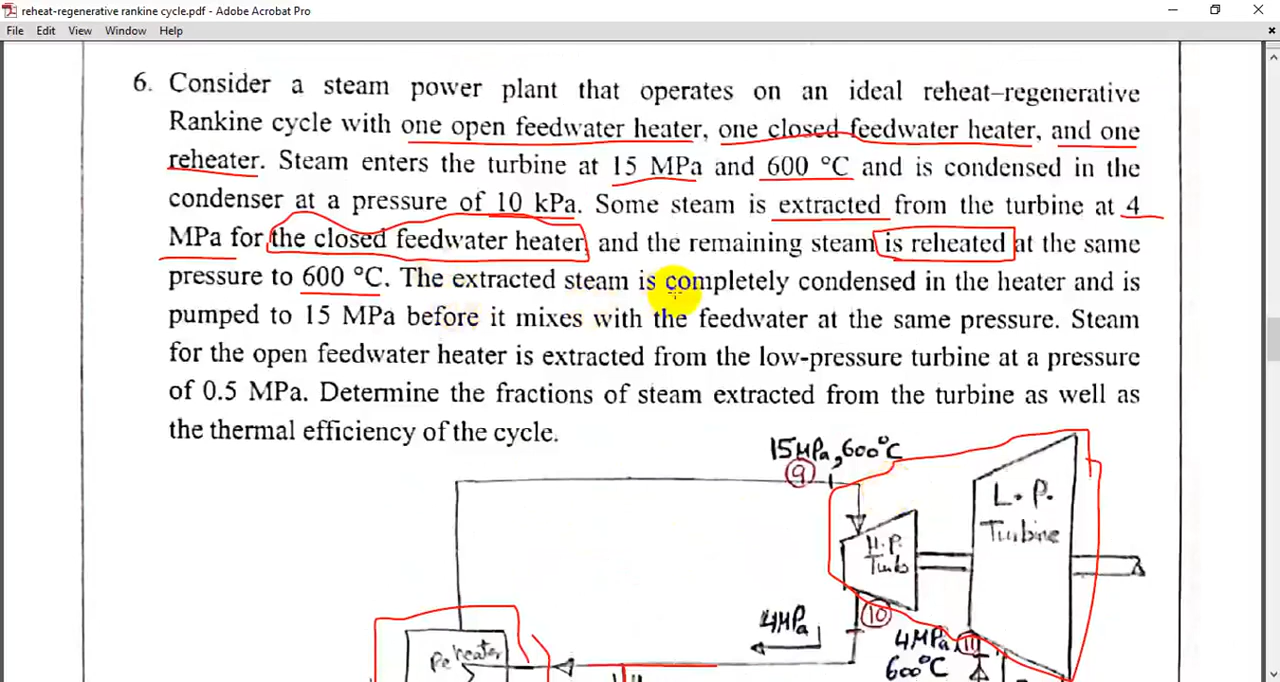 reheat-regenerative rankine cycle.pdf - Adobe Acrobat Pro
File Edit View Window Help
6. Consider a steam power plant that operates on an ideal reheat–regenerative
Rankine cycle with one open feedwater heater, one closed feedwater heater, and one
reheater. Steam enters the turbine at 15 MPa and 600 °C and is condensed in the
condenser at a pressure of 10 kPa. Some steam is extracted from the turbine at 4
MPa for the closed feedwater heater and the remaining steam is reheated at the same
pressure to 600 °C. The extracted steam is completely condensed in the heater and is
pumped to 15 MPa before it mixes with the feedwater at the same pressure. Steam
for the open feedwater heater is extracted from the low-pressure turbine at a pressure
of 0.5 MPa. Determine the fractions of steam extracted from the turbine as well as
the thermal efficiency of the cycle.
15MPa, 600°C
9
L.P.
Turbine
H.P.
Turb
10
4MPa
4MPa
11
600°C
Reheater